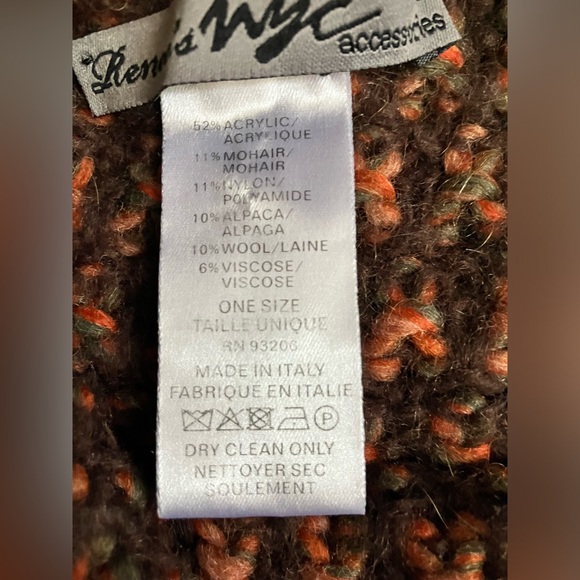 Renee's NYC
accessories
52% ACRYLIC/
ACRYLIQUE
11% MOHAIR/
MOHAIR
11% NYLON/
POLYAMIDE
10% ALPACA/
ALPAGA
10% WOOL/LAINE
6% VISCOSE/
VISCOSE
ONE SIZE
TAILLE UNIQUE
RN 93206
MADE IN ITALY
FABRIQUÉ EN ITALIE
P
DRY CLEAN ONLY
NETTOYER SEC
SOULEMENT